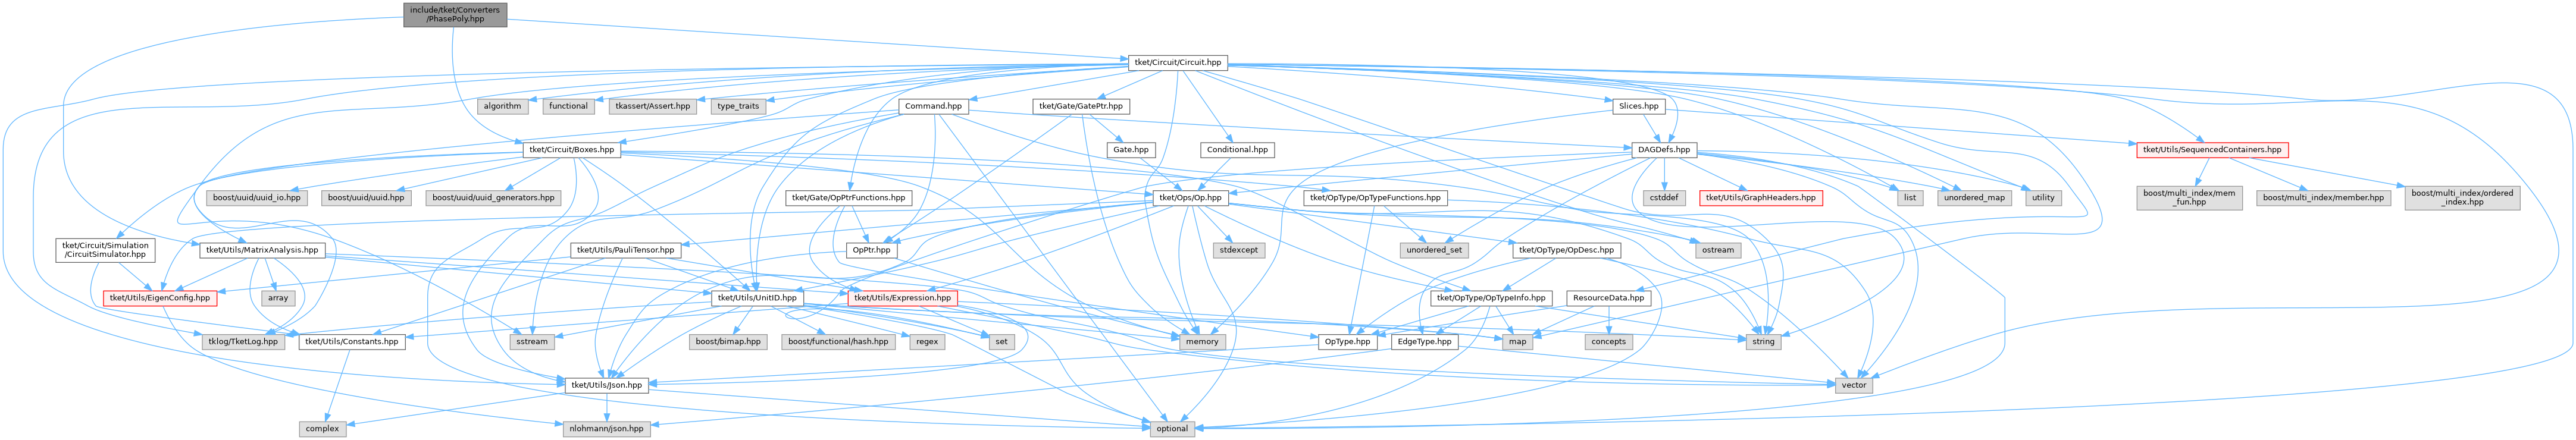 include/tket/Converters
/PhasePoly.hpp
tket/Circuit/Circuit.hpp
algorithm
functional
tkassert/Assert.hpp
type_traits
Command.hpp
tket/Gate/GatePtr.hpp
Slices.hpp
tket/Circuit/Boxes.hpp
Gate.hpp
Conditional.hpp
DAGDefs.hpp
tket/Utils/SequencedContainers.hpp
boost/uuid/uuid_io.hpp
boost/uuid/uuid.hpp
boost/uuid/uuid_generators.hpp
tket/Gate/OpPtrFunctions.hpp
tket/Ops/Op.hpp
tket/OpType/OpTypeFunctions.hpp
cstddef
tket/Utils/GraphHeaders.hpp
list
unordered_map
utility
boost/multi_index/mem
_fun.hpp
boost/multi_index/member.hpp
boost/multi_index/ordered
_index.hpp
tket/Circuit/Simulation
/CircuitSimulator.hpp
tket/Utils/MatrixAnalysis.hpp
tket/Utils/PauliTensor.hpp
OpPtr.hpp
stdexcept
unordered_set
tket/OpType/OpDesc.hpp
ostream
tket/Utils/EigenConfig.hpp
array
tket/Utils/UnitID.hpp
tket/Utils/Expression.hpp
tket/OpType/OpTypeInfo.hpp
ResourceData.hpp
tklog/TketLog.hpp
tket/Utils/Constants.hpp
sstream
boost/bimap.hpp
boost/functional/hash.hpp
regex
set
memory
OpType.hpp
EdgeType.hpp
map
concepts
string
tket/Utils/Json.hpp
vector
complex
nlohmann/json.hpp
optional